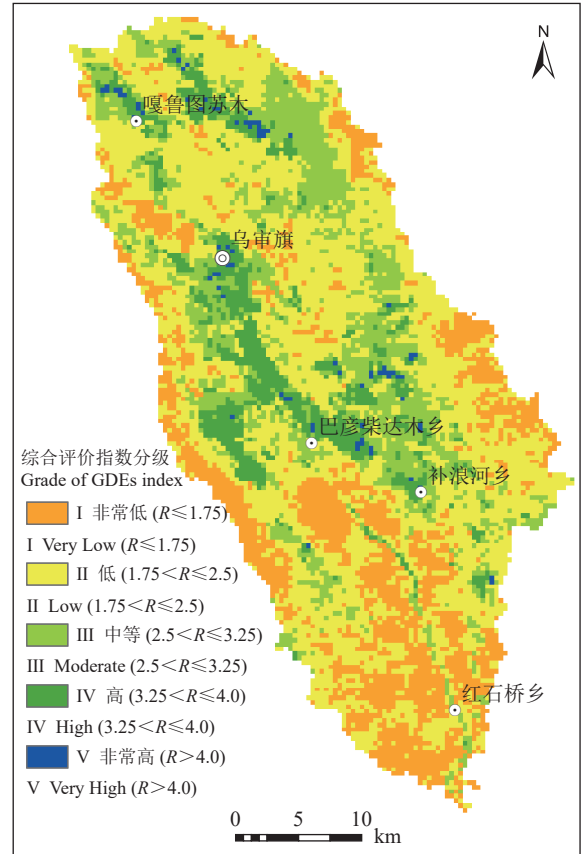 N
嘎鲁图苏木
乌审旗
巴彦柴达木乡
补浪河乡
综合评价指数分级
Grade of GDEs index
I 非常低 (R≤1.75)
I Very Low (R≤1.75)
II 低 (1.75<R≤2.5)
II Low (1.75<R≤2.5)
III 中等 (2.5<R≤3.25)
III Moderate (2.5<R≤3.25)
IV 高 (3.25<R≤4.0)
IV High (3.25<R≤4.0)
红石桥乡
V 非常高 (R>4.0)
V Very High (R>4.0)
0 5 10
km